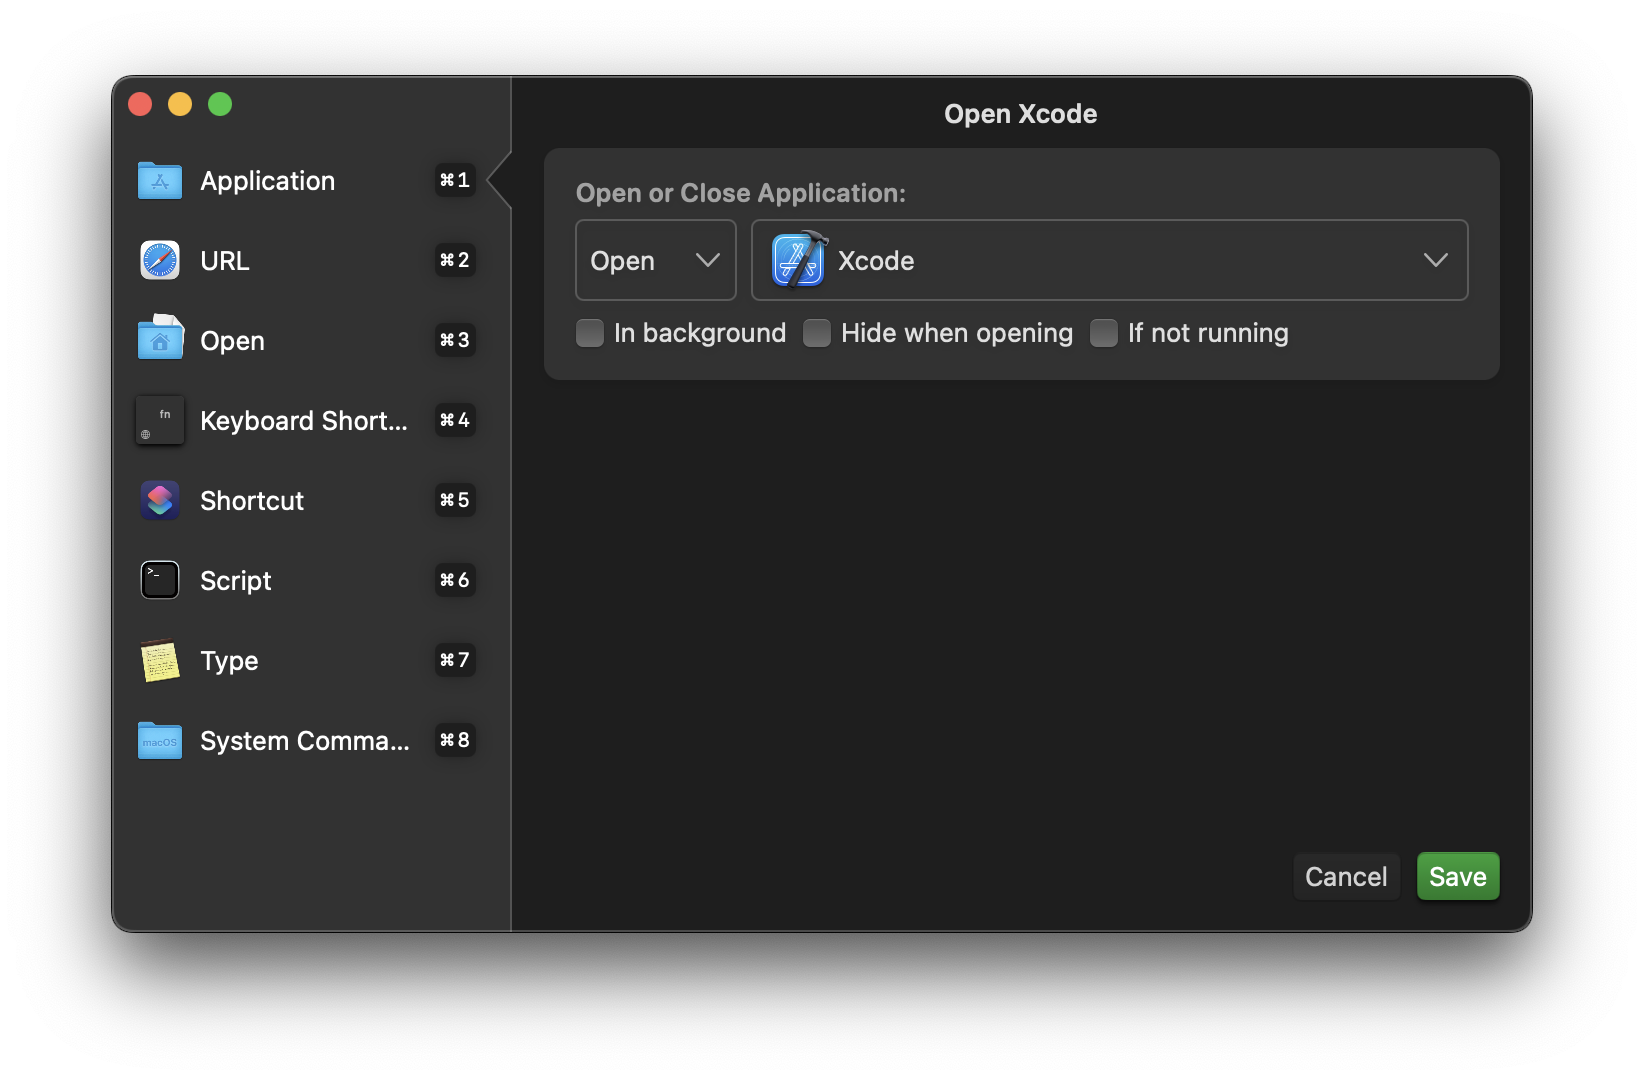 Application ⌘1
URL ⌘2
Open ⌘3
fn
Keyboard Short... ⌘4
Shortcut ⌘5
>_
Script ⌘6
Type ⌘7
macOS
System Comma... ⌘8
Open Xcode
Open or Close Application:
Open
Xcode
In background
Hide when opening
If not running
Cancel
Save